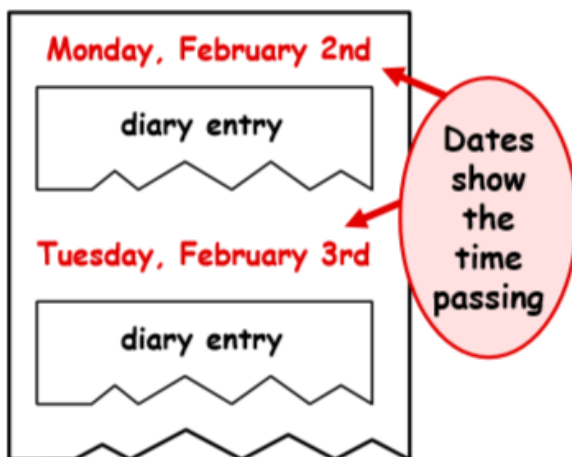 Monday, February 2nd
diary entry
Tuesday, February 3rd
diary entry
Dates
show
the
time
passing